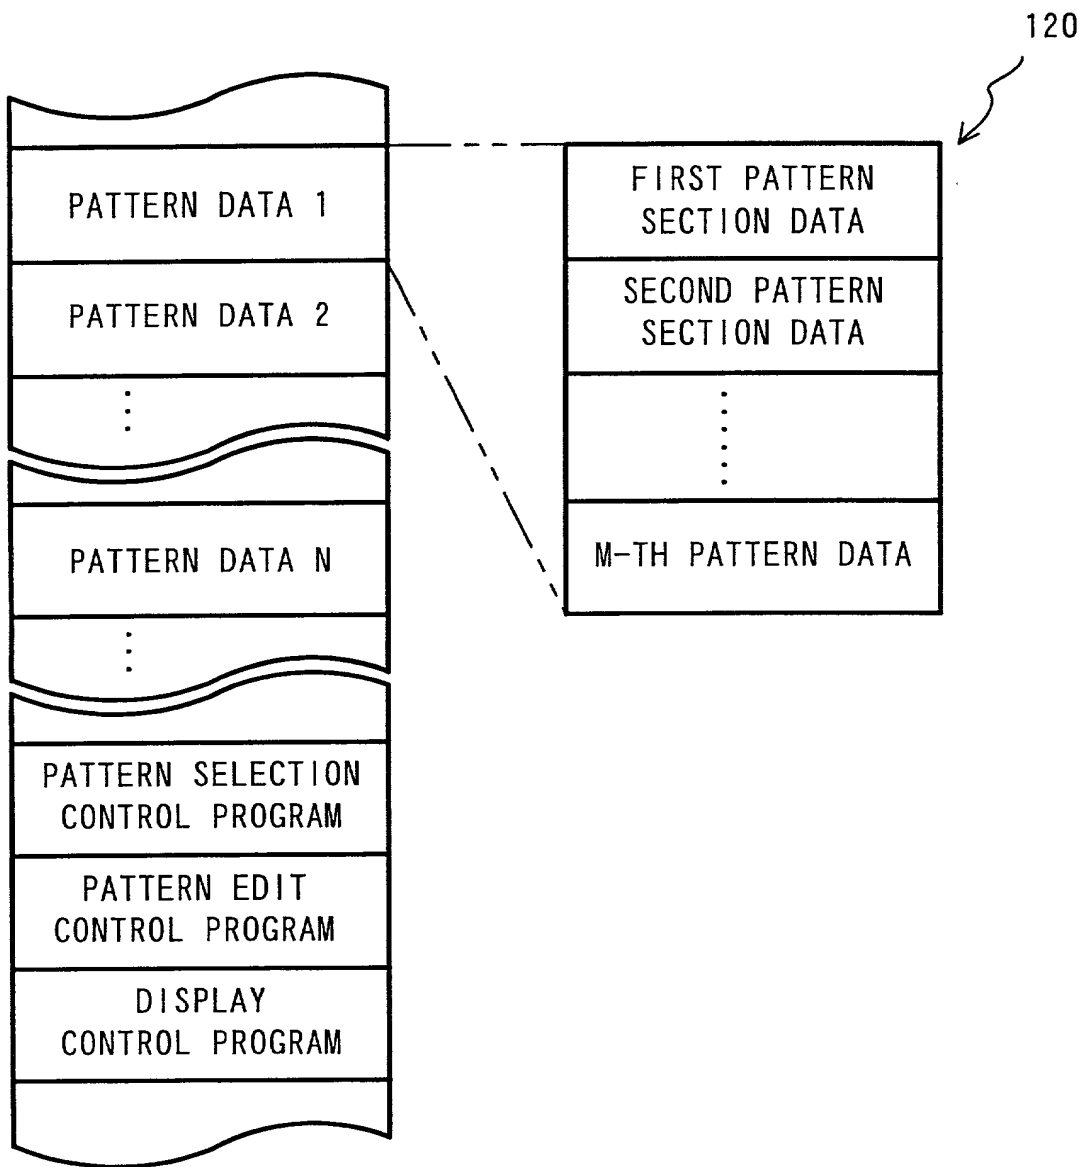 120
PATTERN DATA 1
PATTERN DATA 2
PATTERN DATA N
PATTERN SELECTION
CONTROL PROGRAM
PATTERN EDIT
CONTROL PROGRAM
DISPLAY
CONTROL PROGRAM
FIRST PATTERN
SECTION DATA
SECOND PATTERN
SECTION DATA
M-TH PATTERN DATA